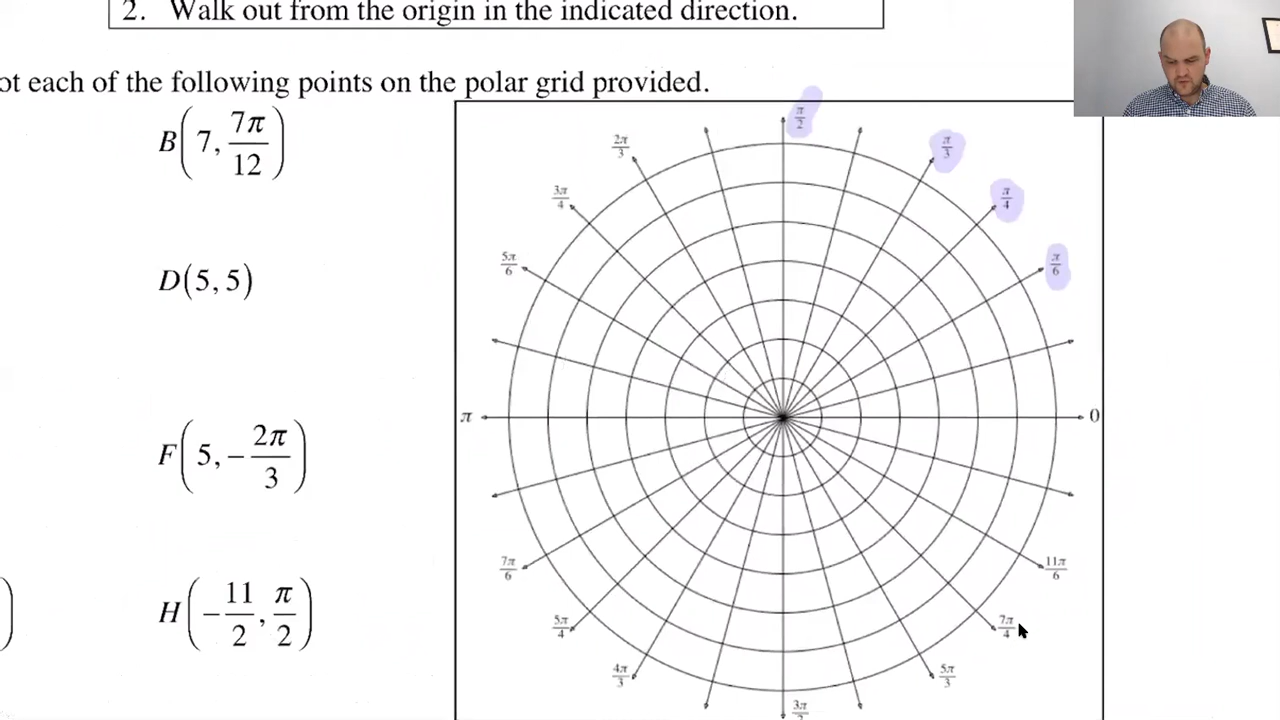 2. Walk out from the origin in the indicated direction.
ot each of the following points on the polar grid provided.
B(7, 7π/12)
D(5, 5)
F(5, -2π/3)
) H(-11/2, π/2)
π/2
2π/3 π/3
3π/4 π/4
5π/6 π/6
π 0
7π/6 11π/6
5π/4 7π/4
4π/3 5π/3
3π/2